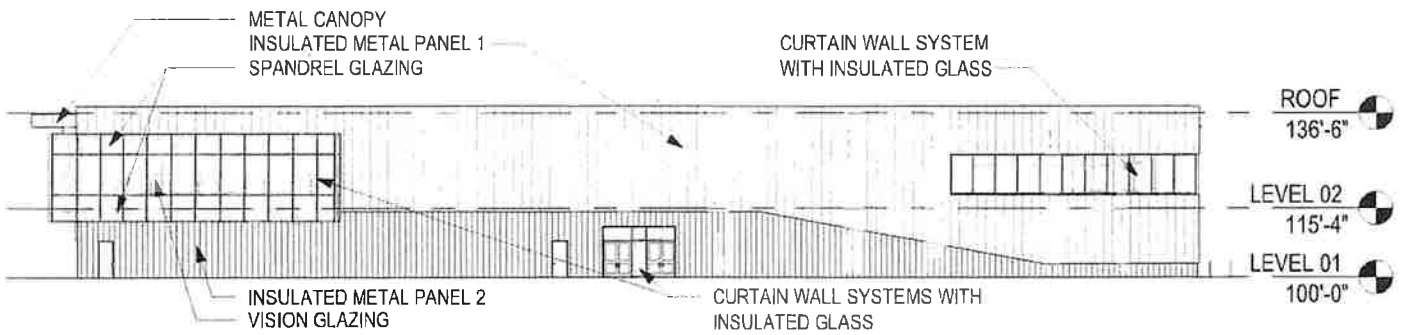 METAL CANOPY
INSULATED METAL PANEL 1
SPANDREL GLAZING
CURTAIN WALL SYSTEM
WITH INSULATED GLASS
ROOF
136'-6"
LEVEL 02
115'-4"
LEVEL 01
100'-0"
INSULATED METAL PANEL 2
VISION GLAZING
CURTAIN WALL SYSTEMS WITH
INSULATED GLASS